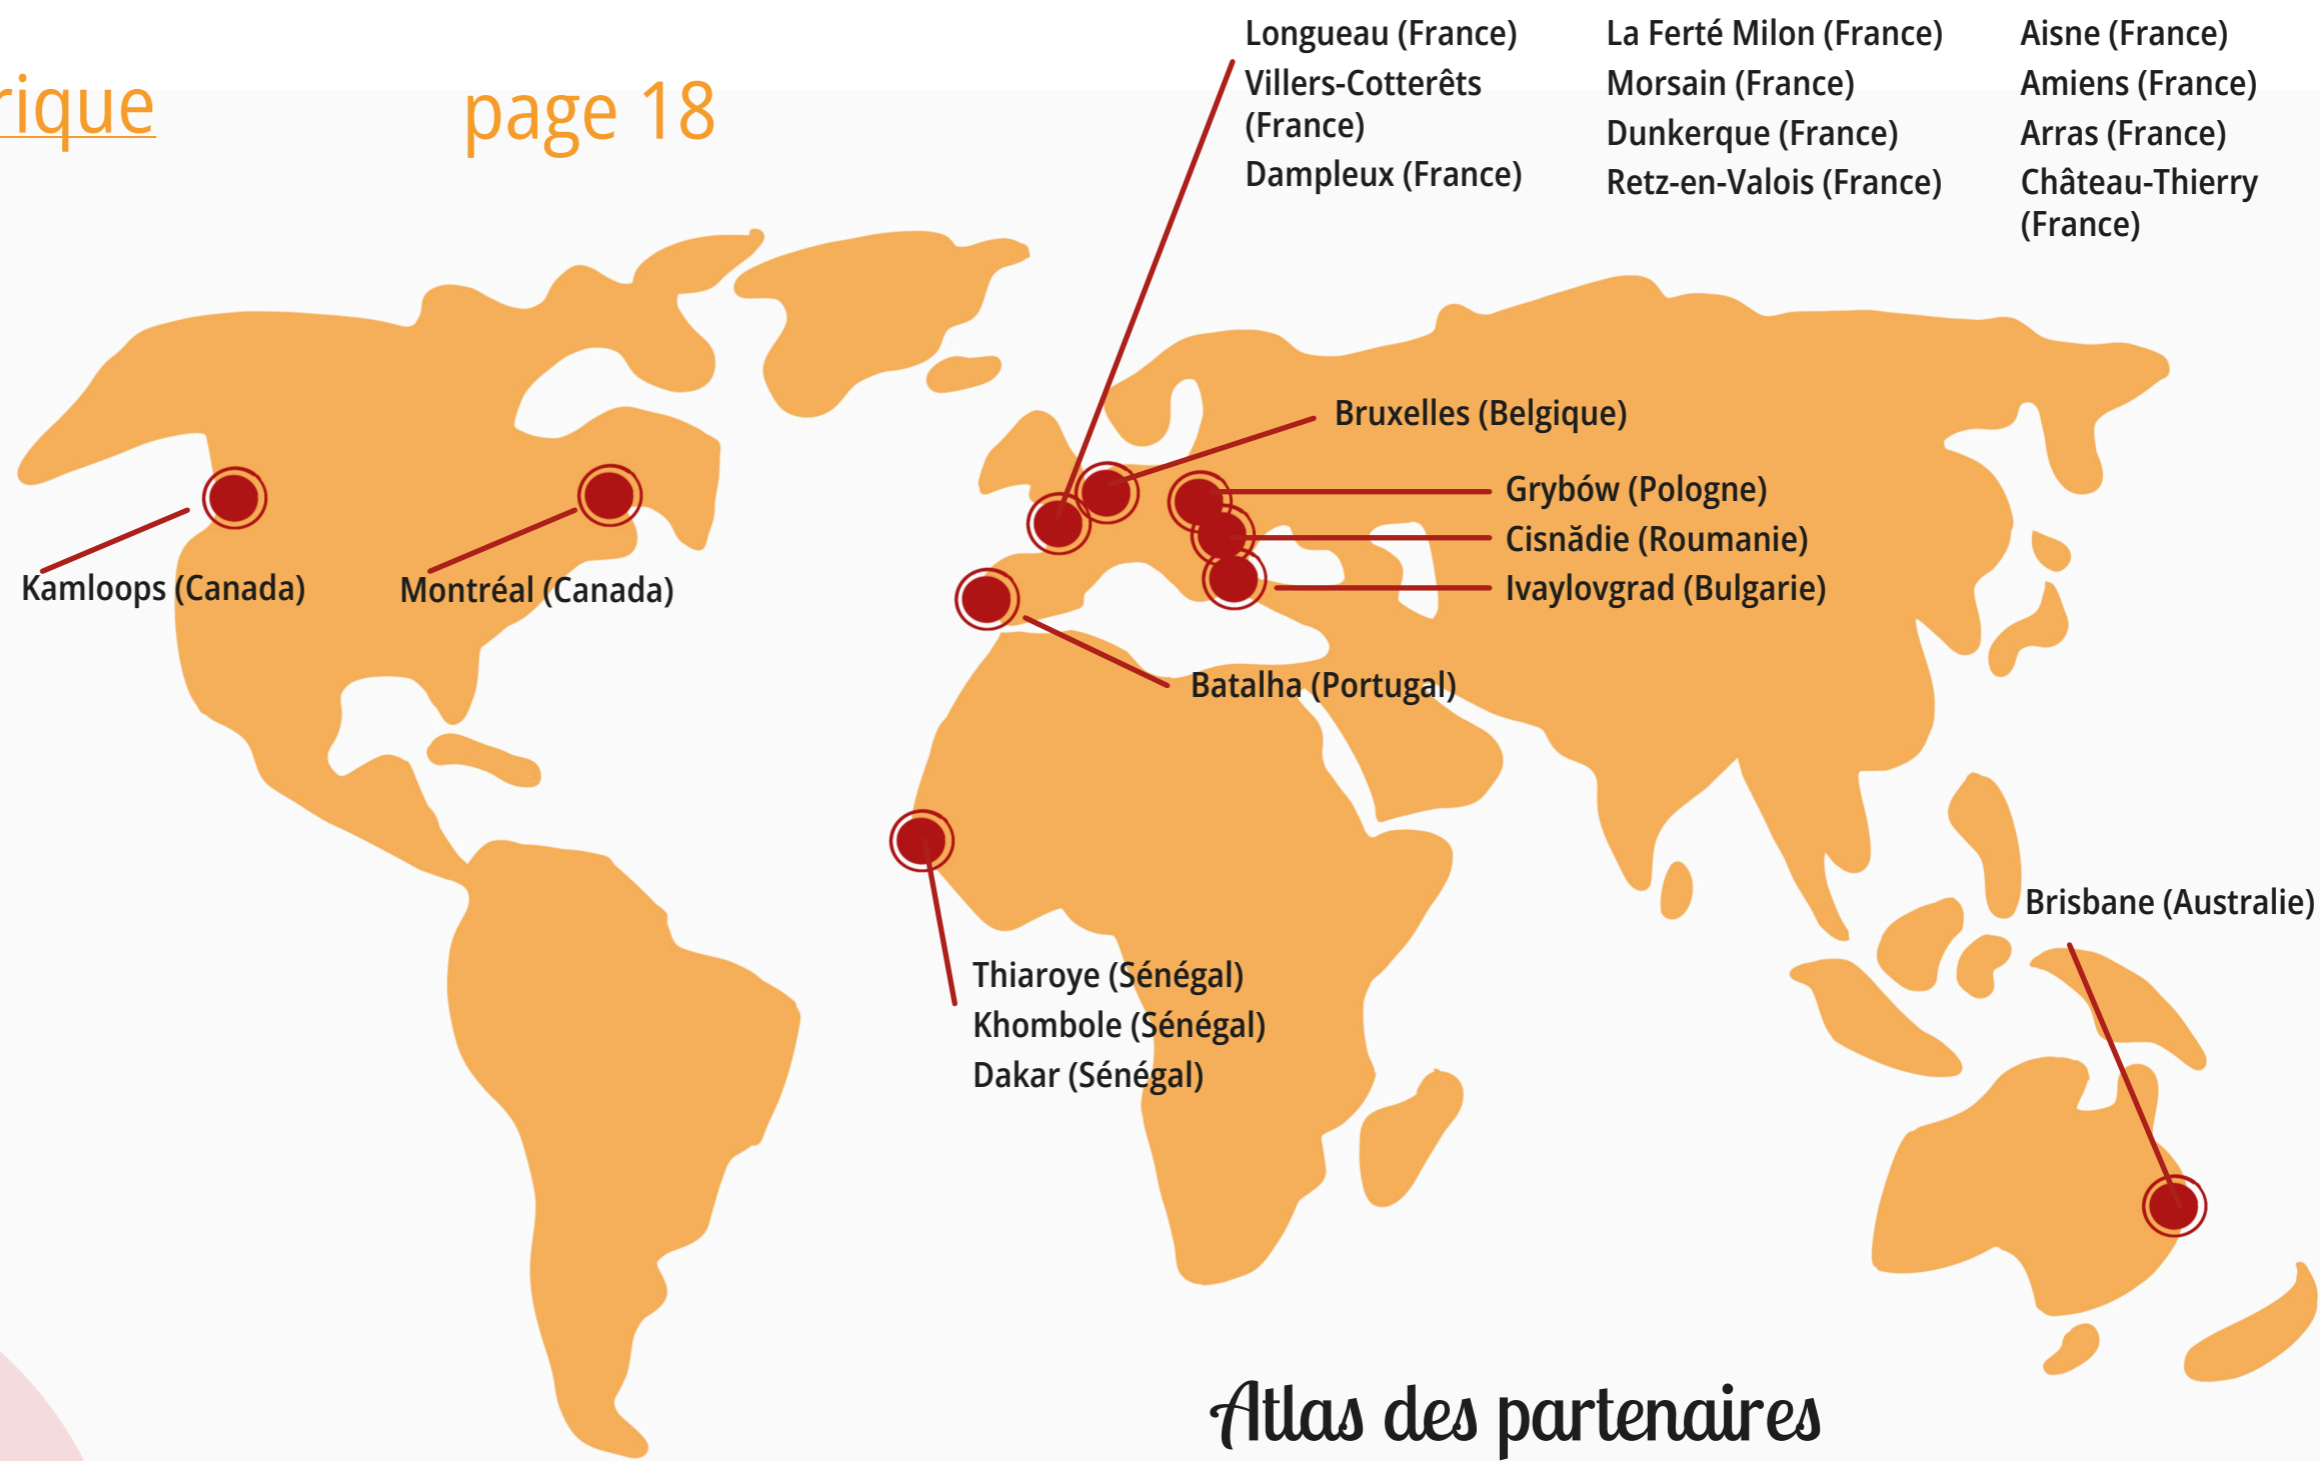 rique
page 18
Longueau (France)
Villers-Cotterêts
(France)
Dampleux (France)
La Ferté Milon (France)
Morsain (France)
Dunkerque (France)
Retz-en-Valois (France)
Aisne (France)
Amiens (France)
Arras (France)
Château-Thierry
(France)
Bruxelles (Belgique)
Grybów (Pologne)
Cisnădie (Roumanie)
Ivaylovgrad (Bulgarie)
Kamloops (Canada)
Montréal (Canada)
Batalha (Portugal)
Brisbane (Australie)
Thiaroye (Sénégal)
Khombole (Sénégal)
Dakar (Sénégal)
Atlas des partenaires